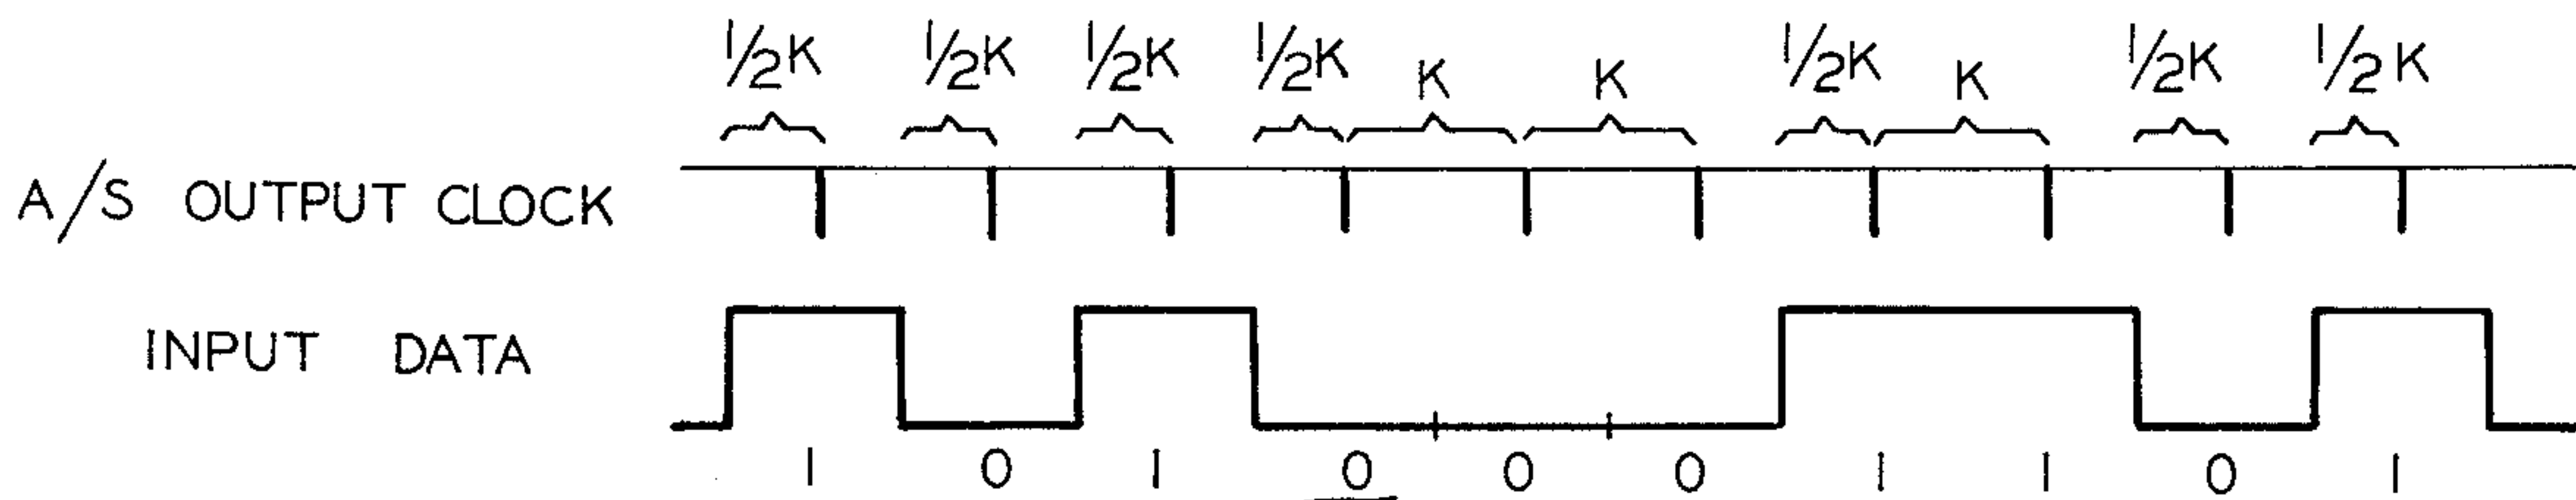 1/2K 1/2K 1/2K 1/2K K K 1/2K K 1/2K 1/2K
A/S OUTPUT CLOCK
INPUT DATA
1 0 1 0 0 0 1 1 0 1